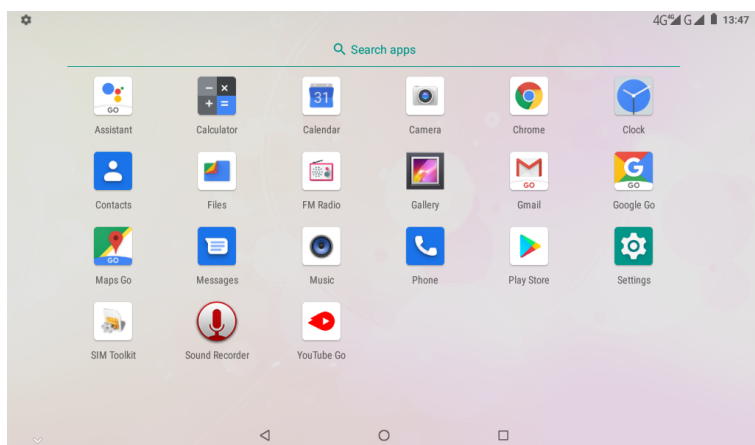 4G 4G G 13:47
Search apps
GO 31
Assistant Calculator Calendar Camera Chrome Clock
GO GO
Contacts Files FM Radio Gallery Gmail Google Go
GO
Maps Go Messages Music Phone Play Store Settings
SIM Toolkit Sound Recorder YouTube Go